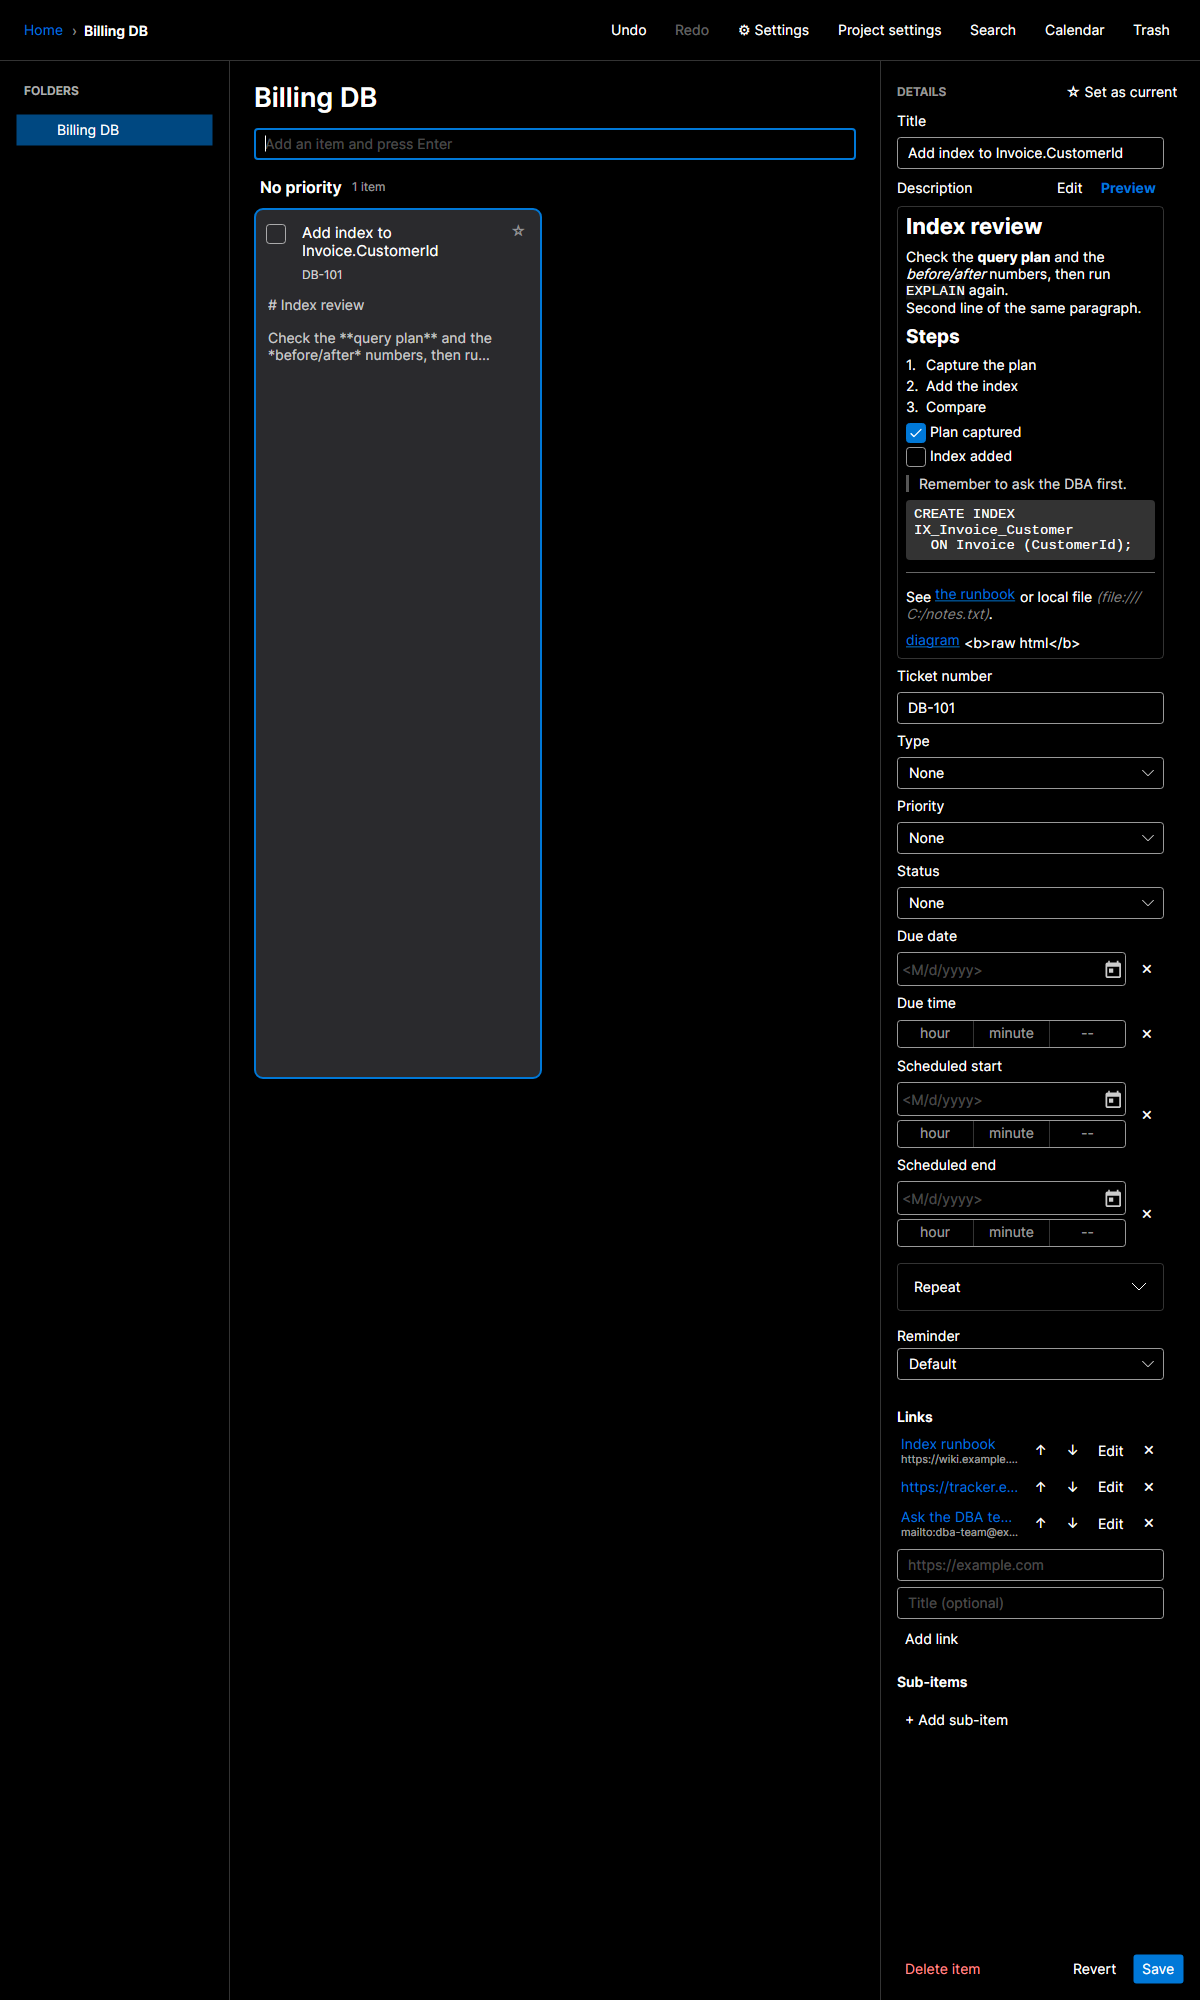 Home › Billing DB
Undo
Redo
⚙ Settings
Project settings
Search
Calendar
Trash
FOLDERS
Billing DB
Billing DB
Add an item and press Enter
No priority 1 item
Add index to
Invoice.CustomerId
☆
DB-101
# Index review
Check the **query plan** and the
*before/after* numbers, then ru...
DETAILS
☆ Set as current
Title
Add index to Invoice.CustomerId
Description
Edit
Preview
Index review
Check the query plan and the
before/after numbers, then run
EXPLAIN again.
Second line of the same paragraph.
Steps
1. Capture the plan
2. Add the index
3. Compare
Plan captured
Index added
Remember to ask the DBA first.
CREATE INDEX
IX_Invoice_Customer
ON Invoice (CustomerId);
See the runbook or local file (file:///
C:/notes.txt).
diagram <b>raw html</b>
Ticket number
DB-101
Type
None
Priority
None
Status
None
Due date
<M/d/yyyy>
×
Due time
hour minute --
×
Scheduled start
<M/d/yyyy>
×
hour minute --
Scheduled end
<M/d/yyyy>
×
hour minute --
Repeat
Reminder
Default
Links
Index runbook
https://wiki.example....
↑ ↓ Edit ×
https://tracker.e...
↑ ↓ Edit ×
Ask the DBA te...
mailto:dba-team@ex...
↑ ↓ Edit ×
https://example.com
Title (optional)
Add link
Sub-items
+ Add sub-item
Delete item
Revert
Save